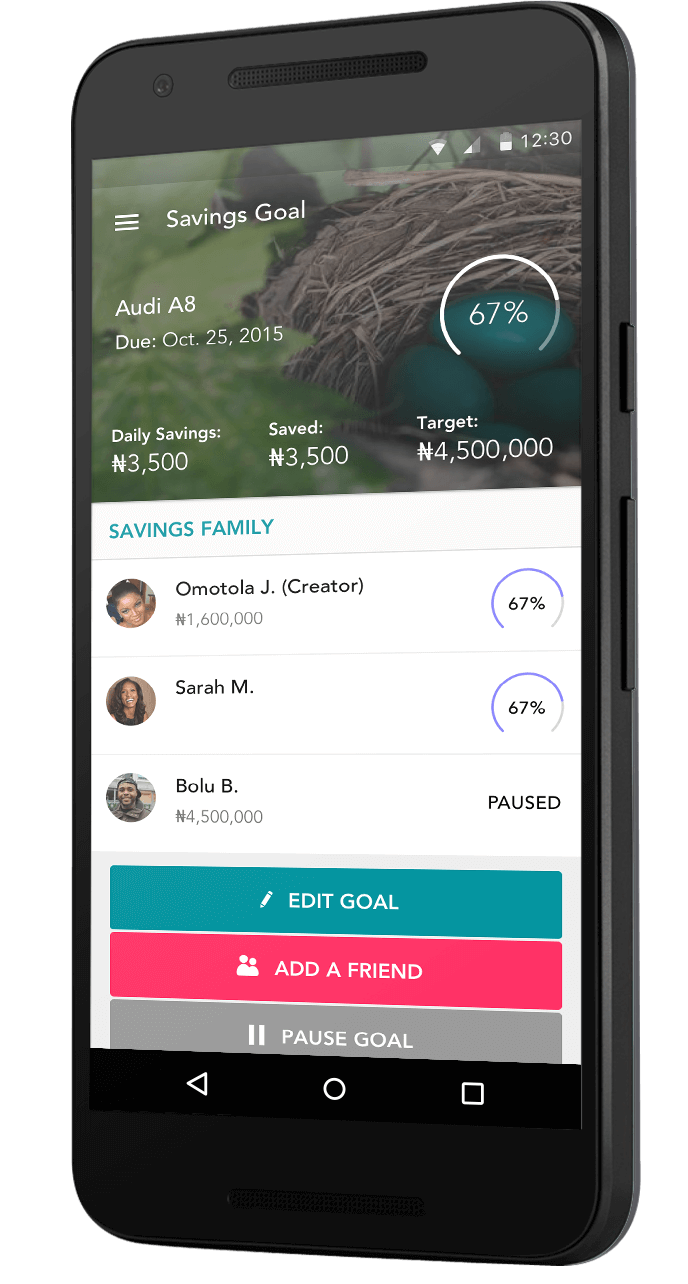 12:30
Savings Goal
67%
Audi A8
Due: Oct. 25, 2015
Daily Savings:
₦3,500
Saved:
₦3,500
Target:
₦4,500,000
SAVINGS FAMILY
Omotola J. (Creator)
₦1,600,000
67%
Sarah M.
67%
Bolu B.
₦4,500,000
PAUSED
EDIT GOAL
ADD A FRIEND
PAUSE GOAL